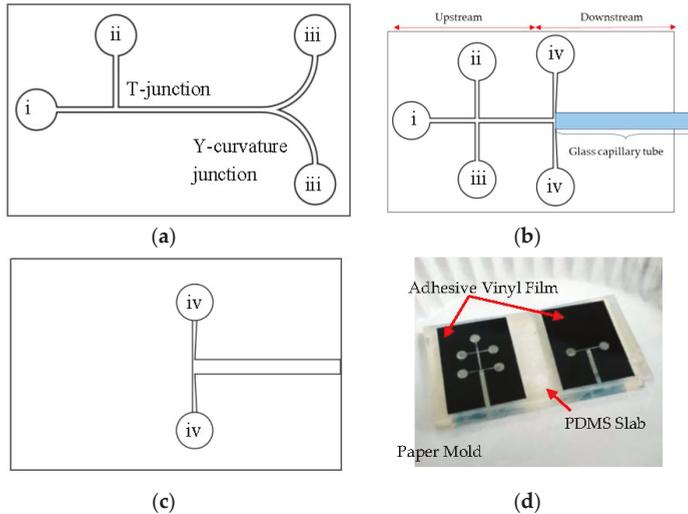 ii
iii
i
T-junction
Y-curvature
junction
iii
(a)
Upstream
Downstream
ii
iv
i
Glass capillary tube
iii
iv
(b)
iv
iv
(c)
Adhesive Vinyl Film
PDMS Slab
Paper Mold
(d)